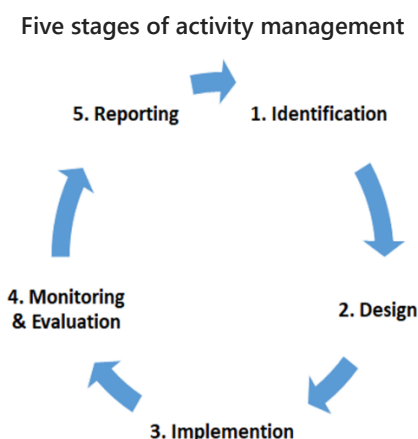 Five stages of activity management
5. Reporting
1. Identification
4. Monitoring
& Evaluation
2. Design
3. Implemention